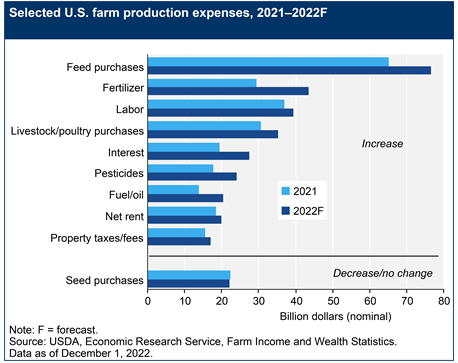 Selected U.S. farm production expenses, 2021–2022F
Feed purchases
Fertilizer
Labor
Livestock/poultry purchases
Interest
Pesticides
Fuel/oil
Net rent
Property taxes/fees
Seed purchases
Increase
2021
2022F
Decrease/no change
0 10 20 30 40 50 60 70 80
Billion dollars (nominal)
Note: F = forecast.
Source: USDA, Economic Research Service, Farm Income and Wealth Statistics.
Data as of December 1, 2022.